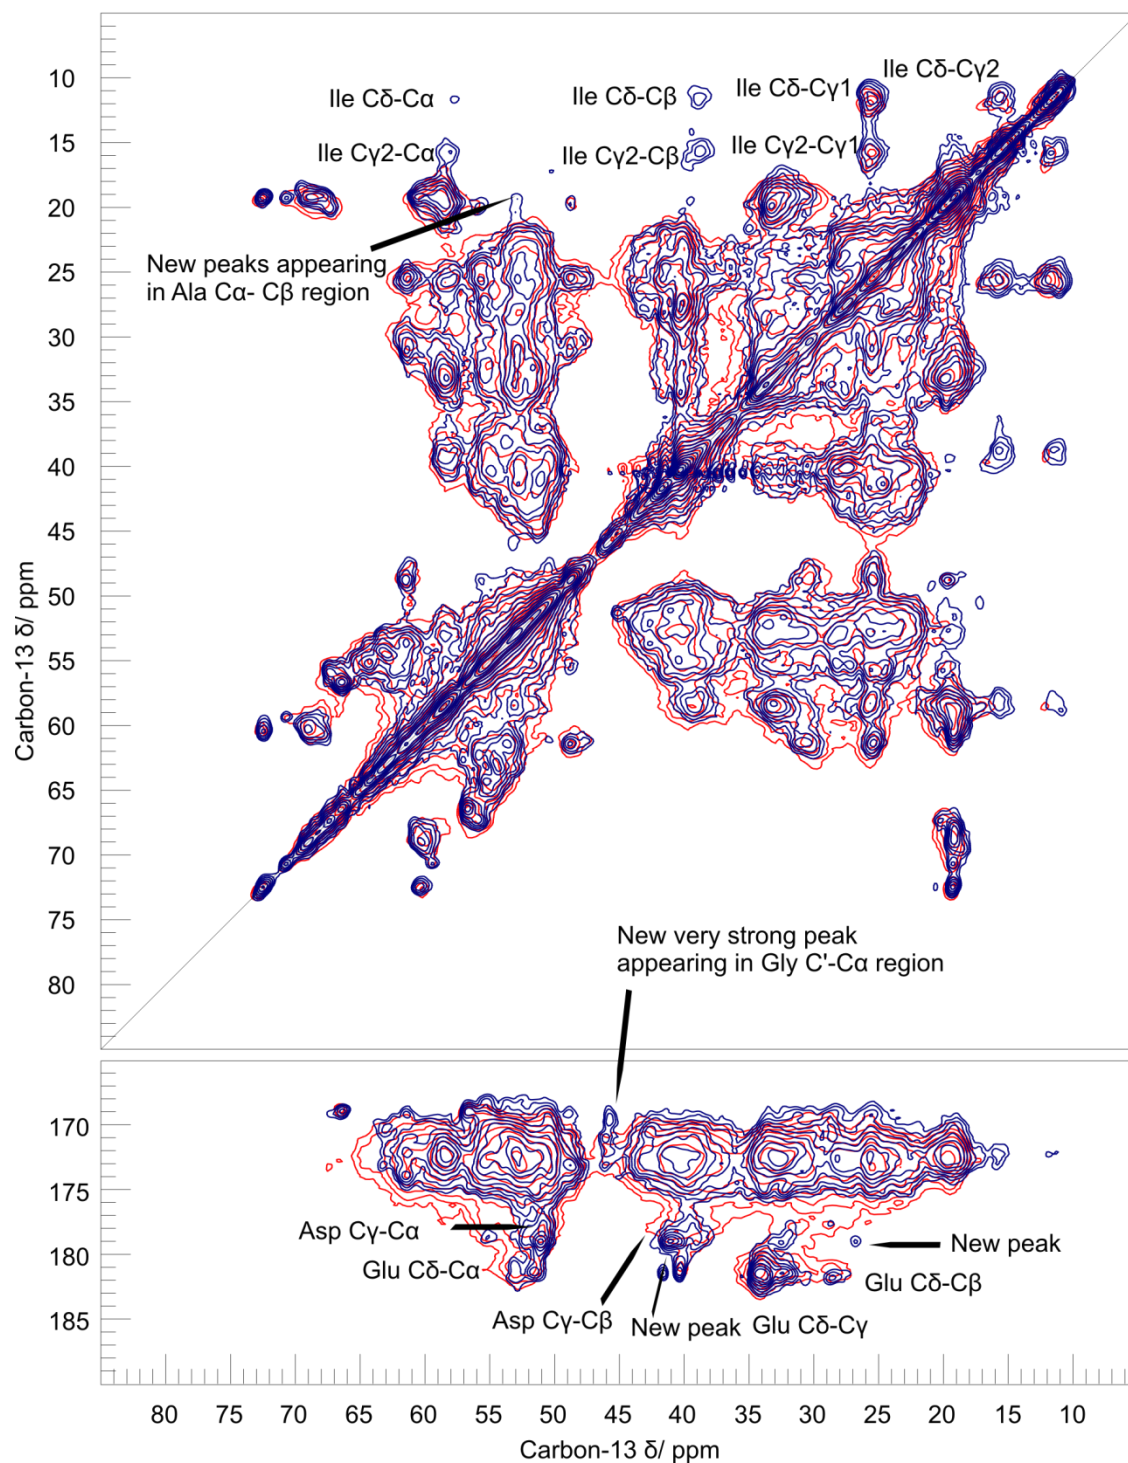 10
15
20
25
30
35
40
45
50
55
60
65
70
75
80
Carbon-13 δ/ ppm
Ile Cδ-Cα
Ile Cδ-Cβ
Ile Cδ-Cγ1
Ile Cδ-Cγ2
Ile Cγ2-Cα
Ile Cγ2-Cβ
Ile Cγ2-Cγ1
New peaks appearing
in Ala Cα- Cβ region
New very strong peak
appearing in Gly C'-Cα region
170
175
180
185
Asp Cγ-Cα
Glu Cδ-Cα
Asp Cγ-Cβ
New peak
Glu Cδ-Cγ
New peak
Glu Cδ-Cβ
80 75 70 65 60 55 50 45 40 35 30 25 20 15 10
Carbon-13 δ/ ppm